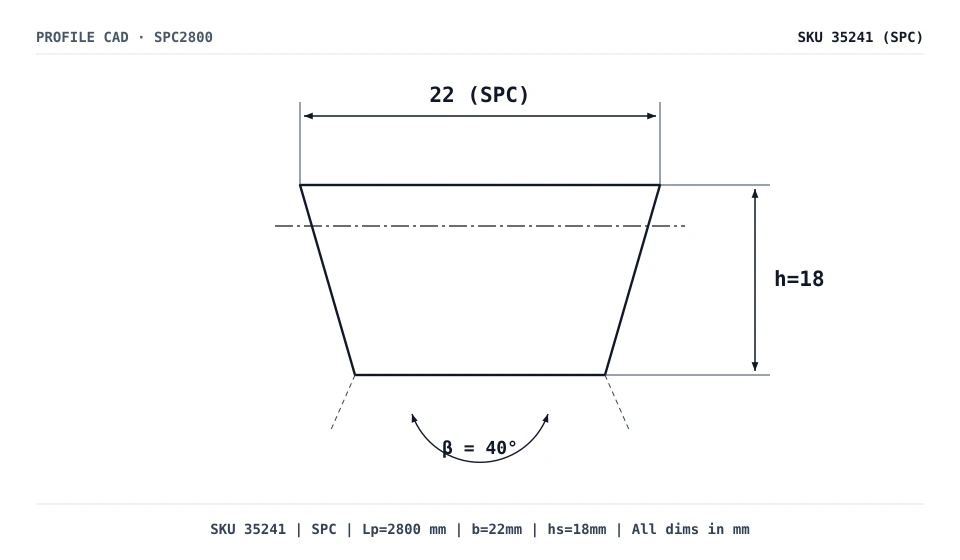 PROFILE CAD · SPC2800
SKU 35241 (SPC)
22 (SPC)
h=18
β = 40°
SKU 35241 | SPC | Lp=2800 mm | b=22mm | hs=18mm | All dims in mm